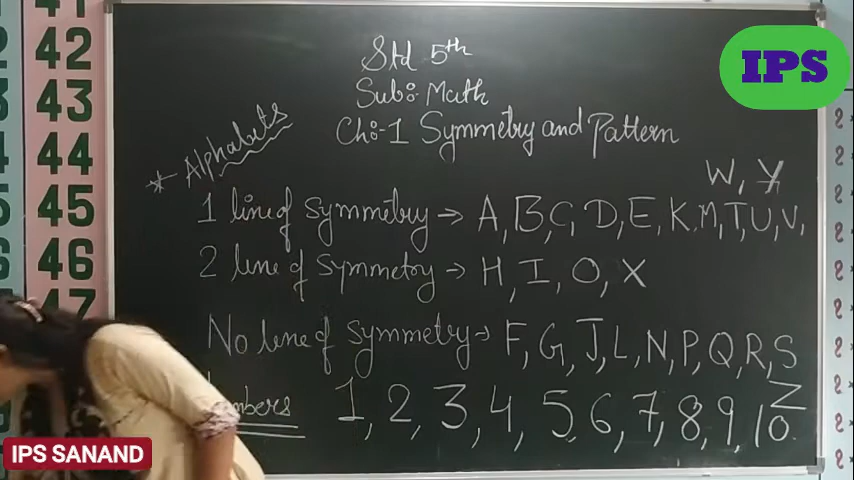 IPS
Std 5th
Sub:- Math
Ch:-1 Symmetry and Pattern
* Alphabets
W, Y
1 line of symmetry → A, B, C, D, E, K, M, T, U, V,
2 line of symmetry → H, I, O, X
No line of symmetry → F, G, J, L, N, P, Q, R, S
Z
umbers 1, 2, 3, 4, 5, 6, 7, 8, 9, 10
IPS SANAND
41
42
43
44
45
46
47